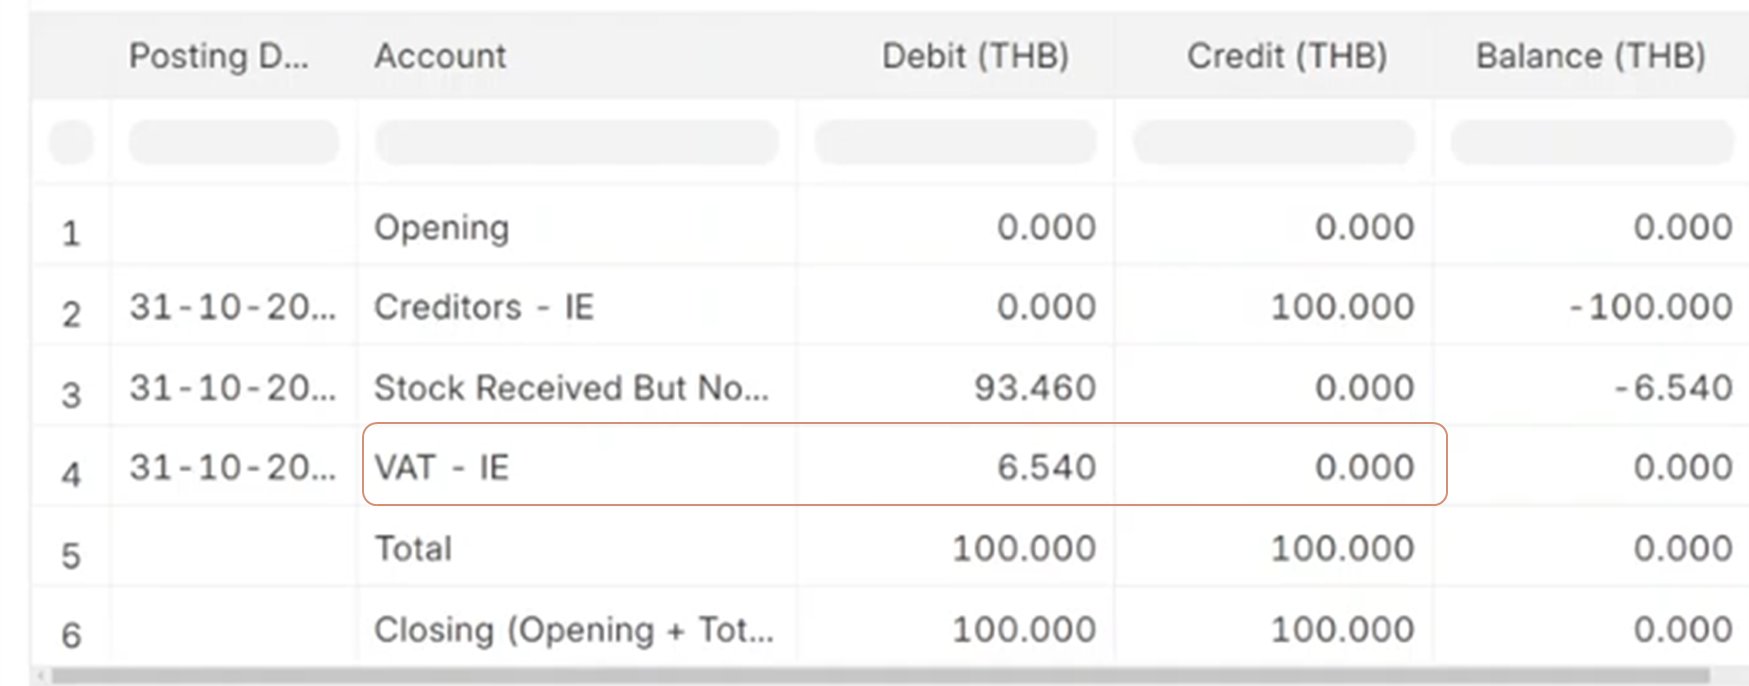 Posting D... Account Debit (THB) Credit (THB) Balance (THB)
1 Opening 0.000 0.000 0.000
2 31-10-20... Creditors - IE 0.000 100.000 -100.000
3 31-10-20... Stock Received But No... 93.460 0.000 -6.540
4 31-10-20... VAT - IE 6.540 0.000 0.000
5 Total 100.000 100.000 0.000
6 Closing (Opening + Tot... 100.000 100.000 0.000